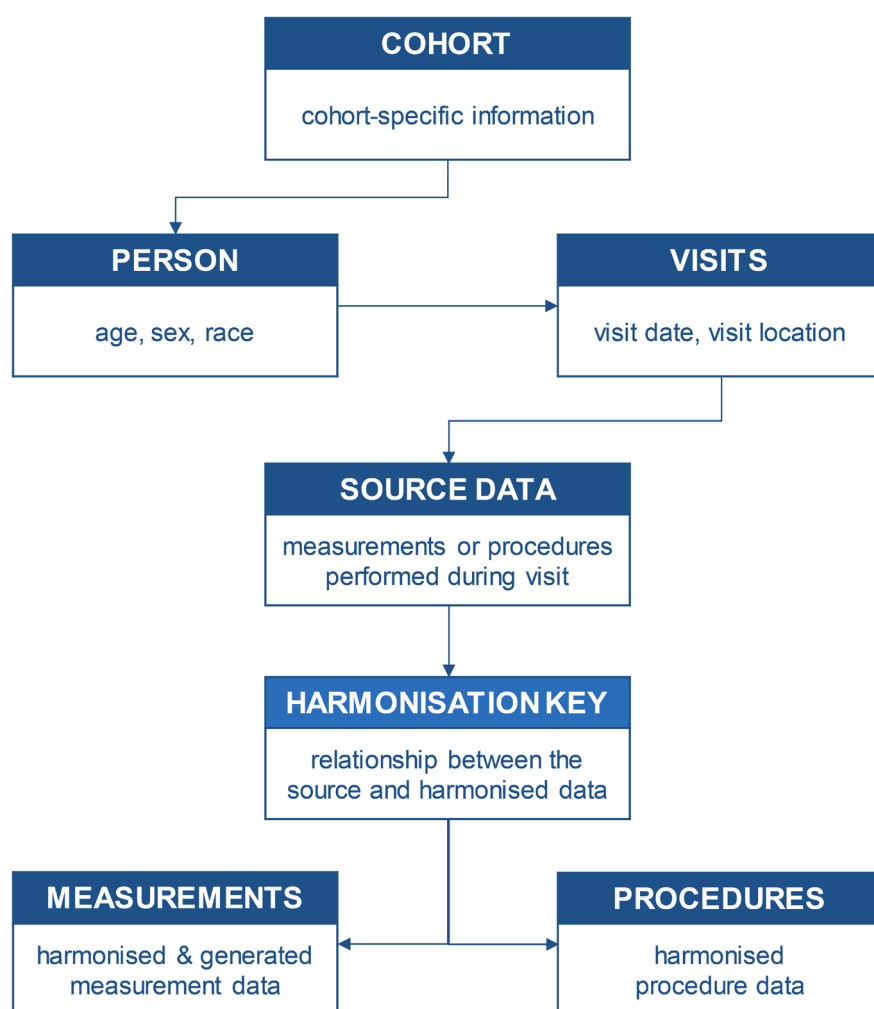 COHORT
cohort-specific information
PERSON
age, sex, race
VISITS
visit date, visit location
SOURCE DATA
measurements or procedures
performed during visit
HARMONISATION KEY
relationship between the
source and harmonised data
MEASUREMENTS
harmonised & generated
measurement data
PROCEDURES
harmonised
procedure data